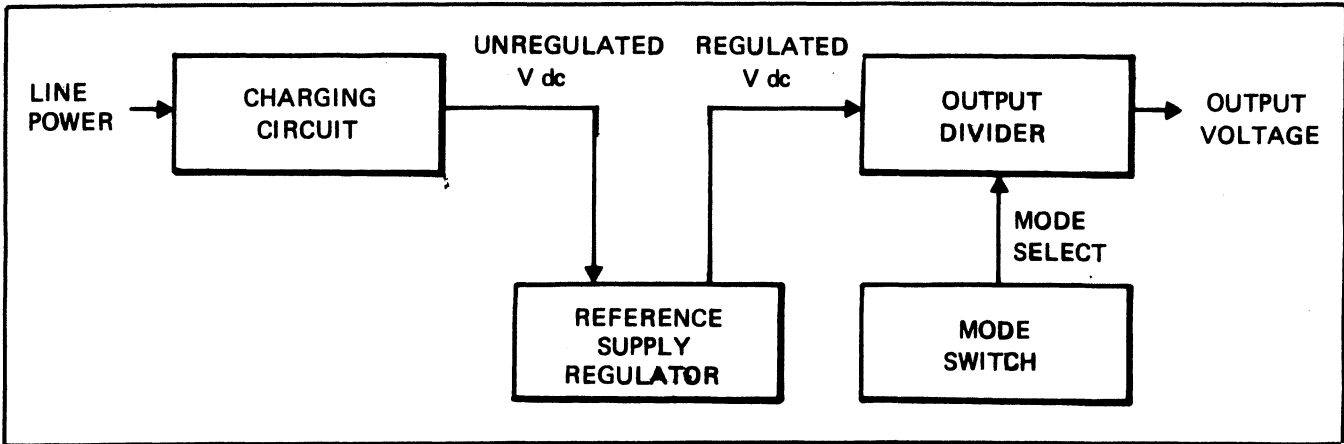 LINE
POWER
CHARGING
CIRCUIT
UNREGULATED
V dc
REGULATED
V dc
OUTPUT
DIVIDER
OUTPUT
VOLTAGE
MODE
SELECT
REFERENCE
SUPPLY
REGULATOR
MODE
SWITCH